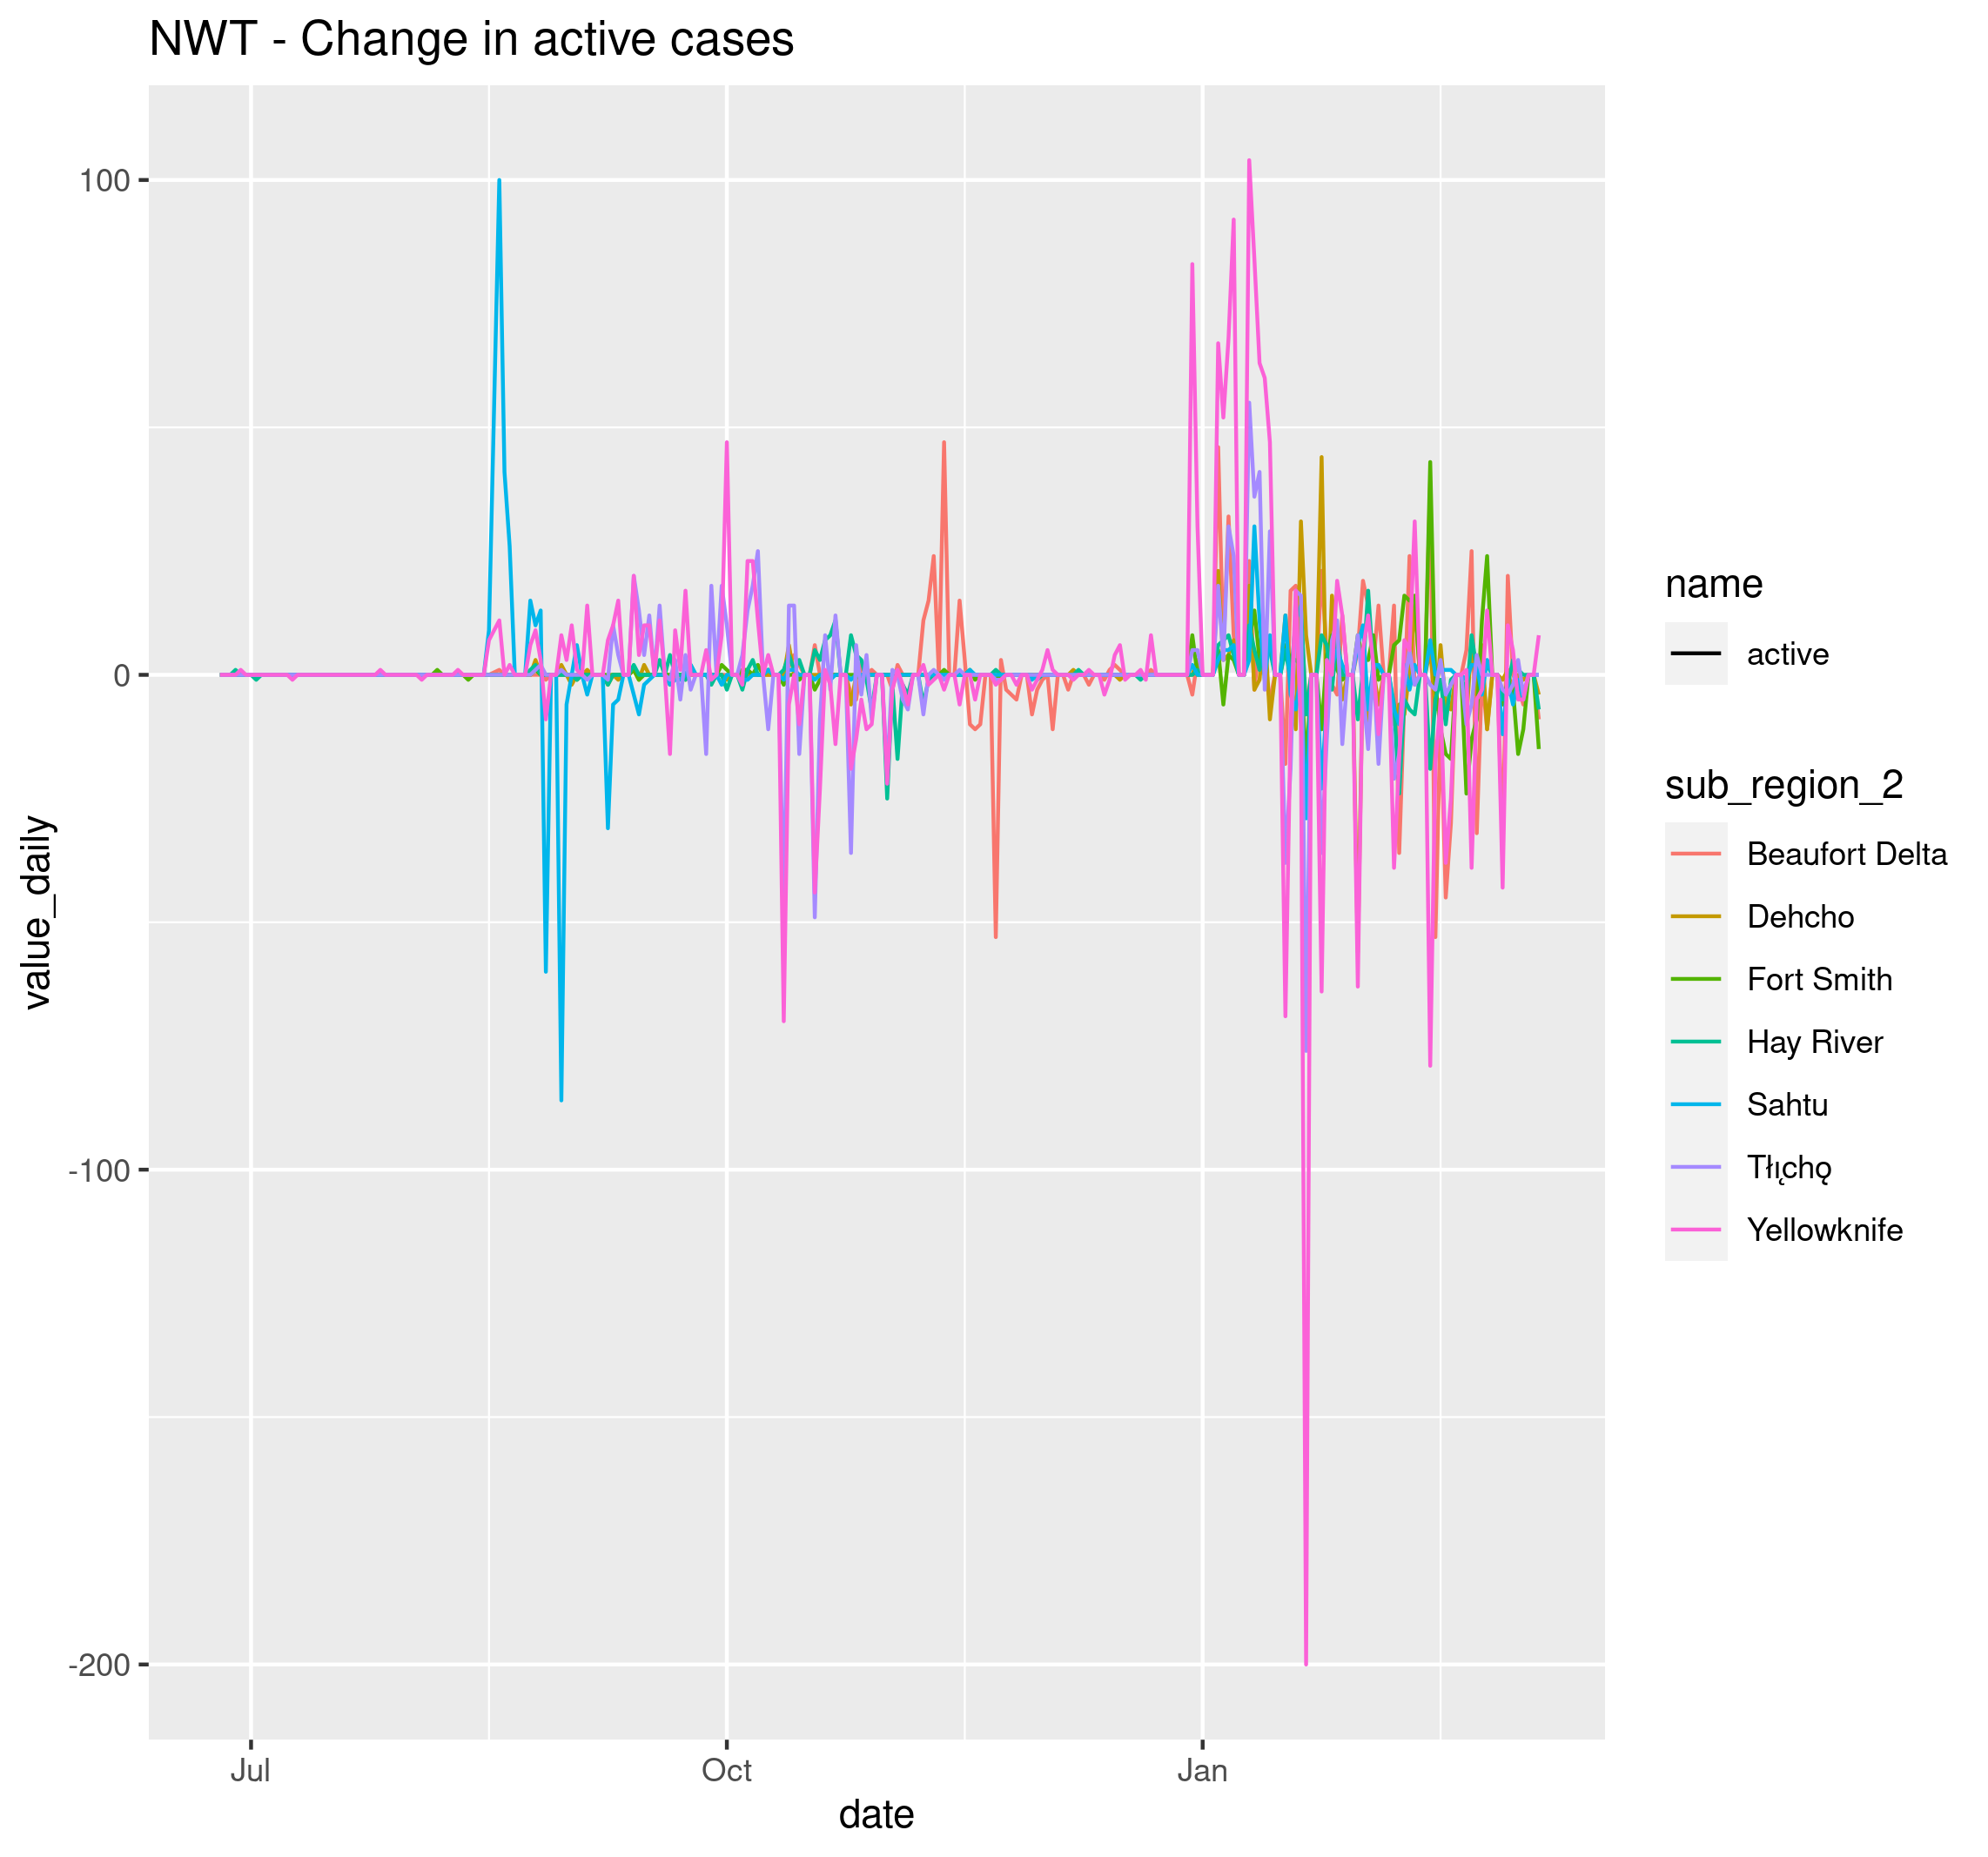 NWT - Change in active cases
100
0
-100
-200
value_daily
Jul
Oct
Jan
date
name
active
sub_region_2
Beaufort Delta
Dehcho
Fort Smith
Hay River
Sahtu
Tłı̨chǫ
Yellowknife